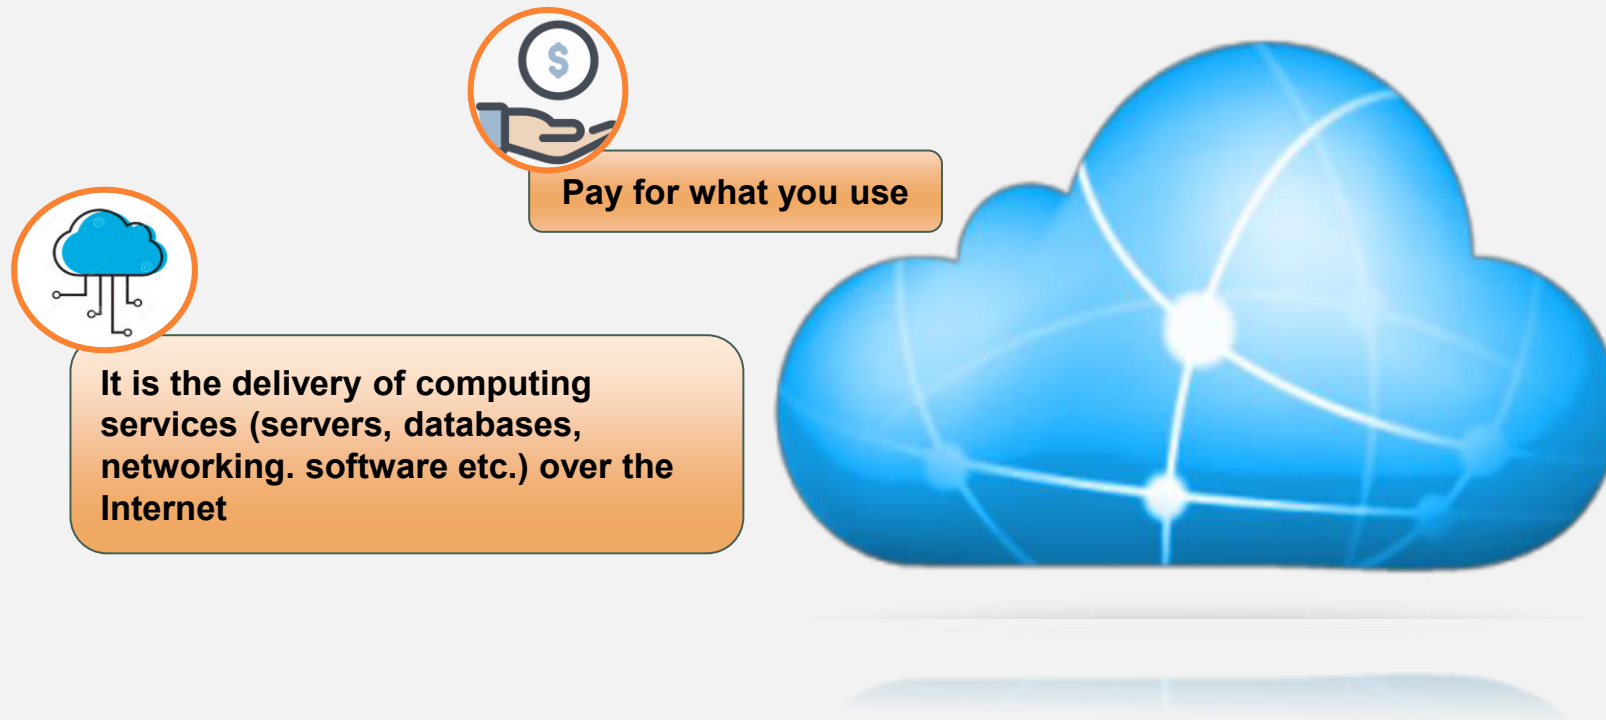 $
Pay for what you use
It is the delivery of computing
services (servers, databases,
networking. software etc.) over the
Internet